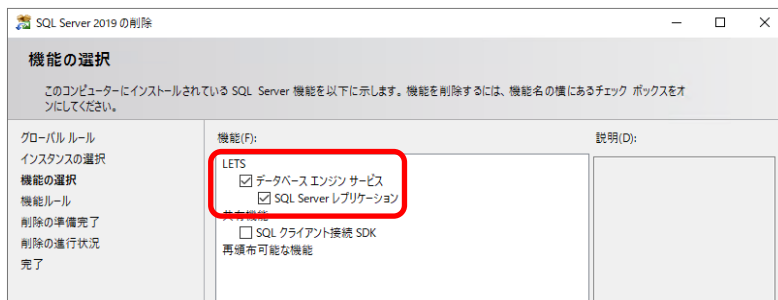 SQL Server 2019 の削除
機能の選択
このコンピューターにインストールされている SQL Server 機能を以下に示します。機能を削除するには、機能名の横にあるチェック ボックスをオ
ンにしてください。
グローバル ルール
インスタンスの選択
機能の選択
機能ルール
削除の準備完了
削除の進行状況
完了
機能(F):
LETS
データベース エンジン サービス
SQL Server レプリケーション
共有機能
SQL クライアント接続 SDK
再頒布可能な機能
説明(D):